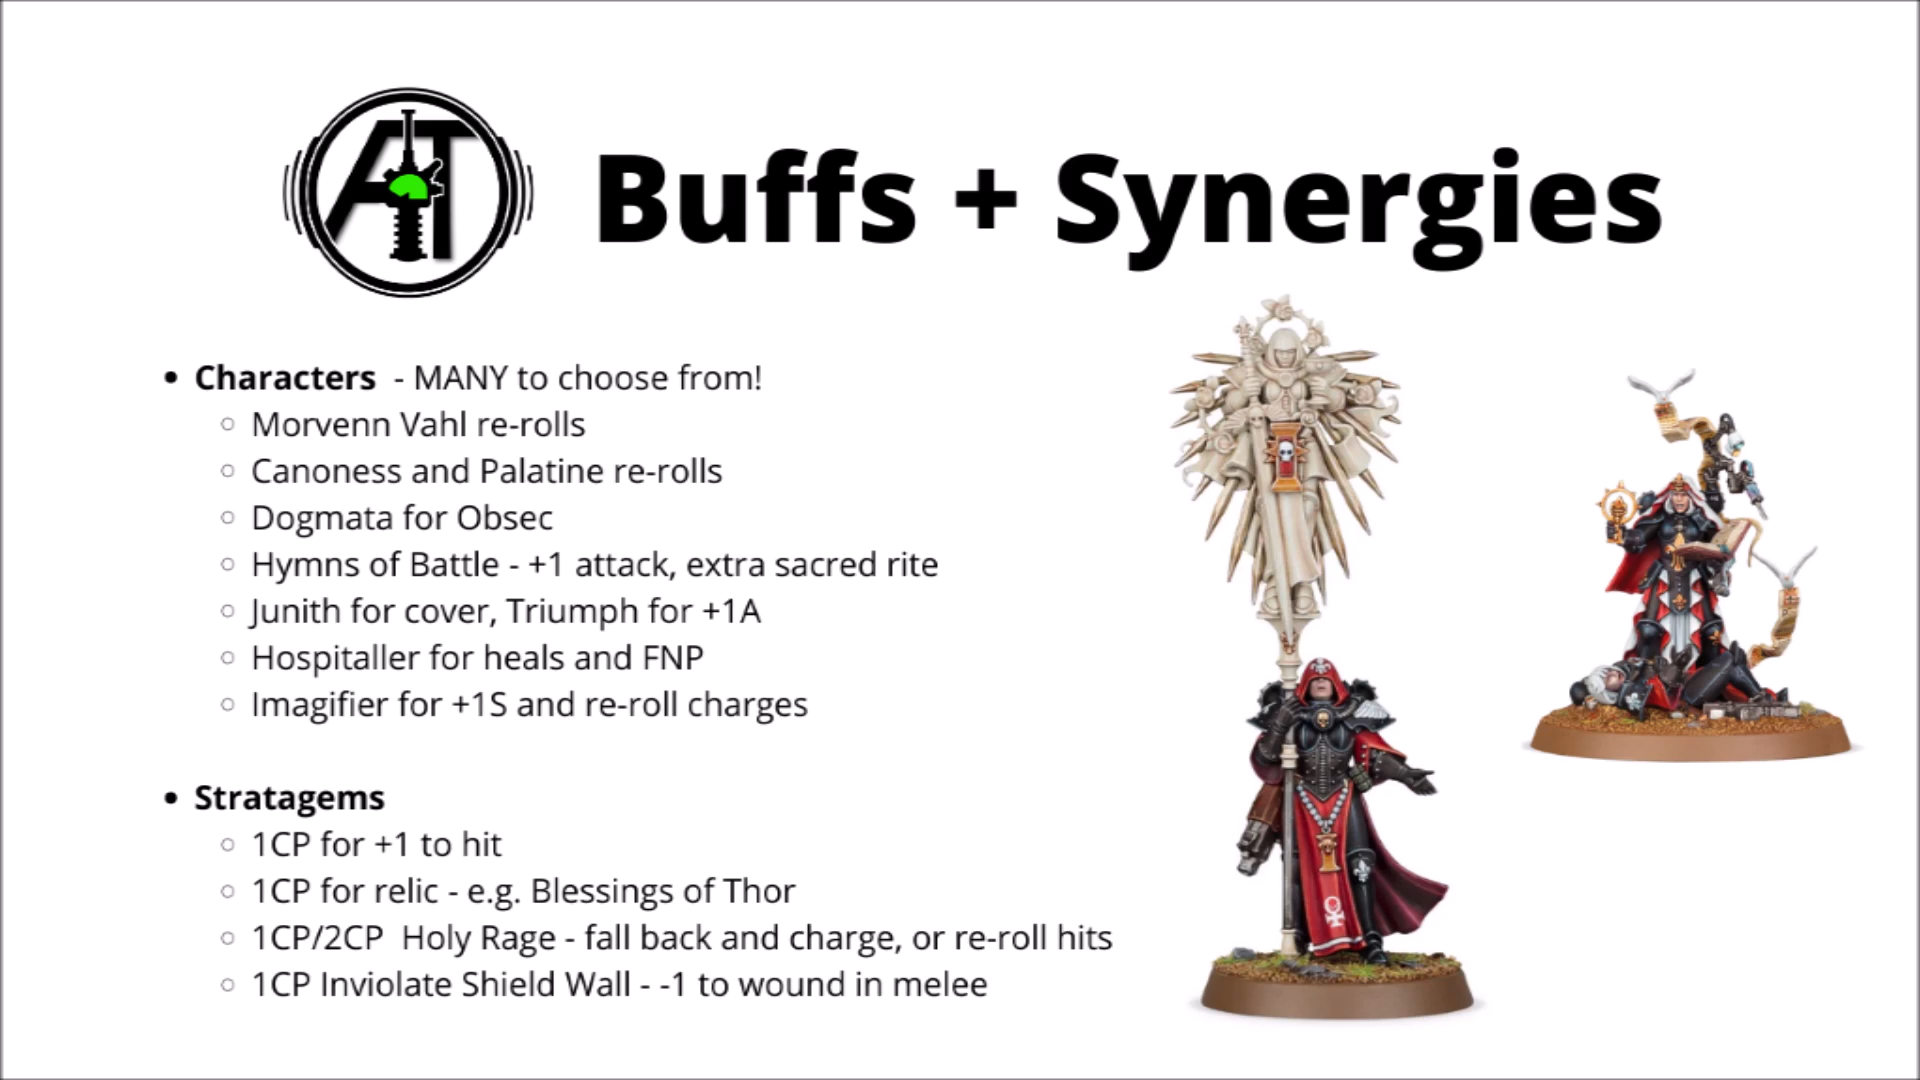 AT
Buffs + Synergies
• Characters - MANY to choose from!
○ Morvenn Vahl re-rolls
○ Canoness and Palatine re-rolls
○ Dogmata for Obsec
○ Hymns of Battle - +1 attack, extra sacred rite
○ Junith for cover, Triumph for +1A
○ Hospitaller for heals and FNP
○ Imagifier for +1S and re-roll charges
• Stratagems
○ 1CP for +1 to hit
○ 1CP for relic - e.g. Blessings of Thor
○ 1CP/2CP Holy Rage - fall back and charge, or re-roll hits
○ 1CP Inviolate Shield Wall - -1 to wound in melee